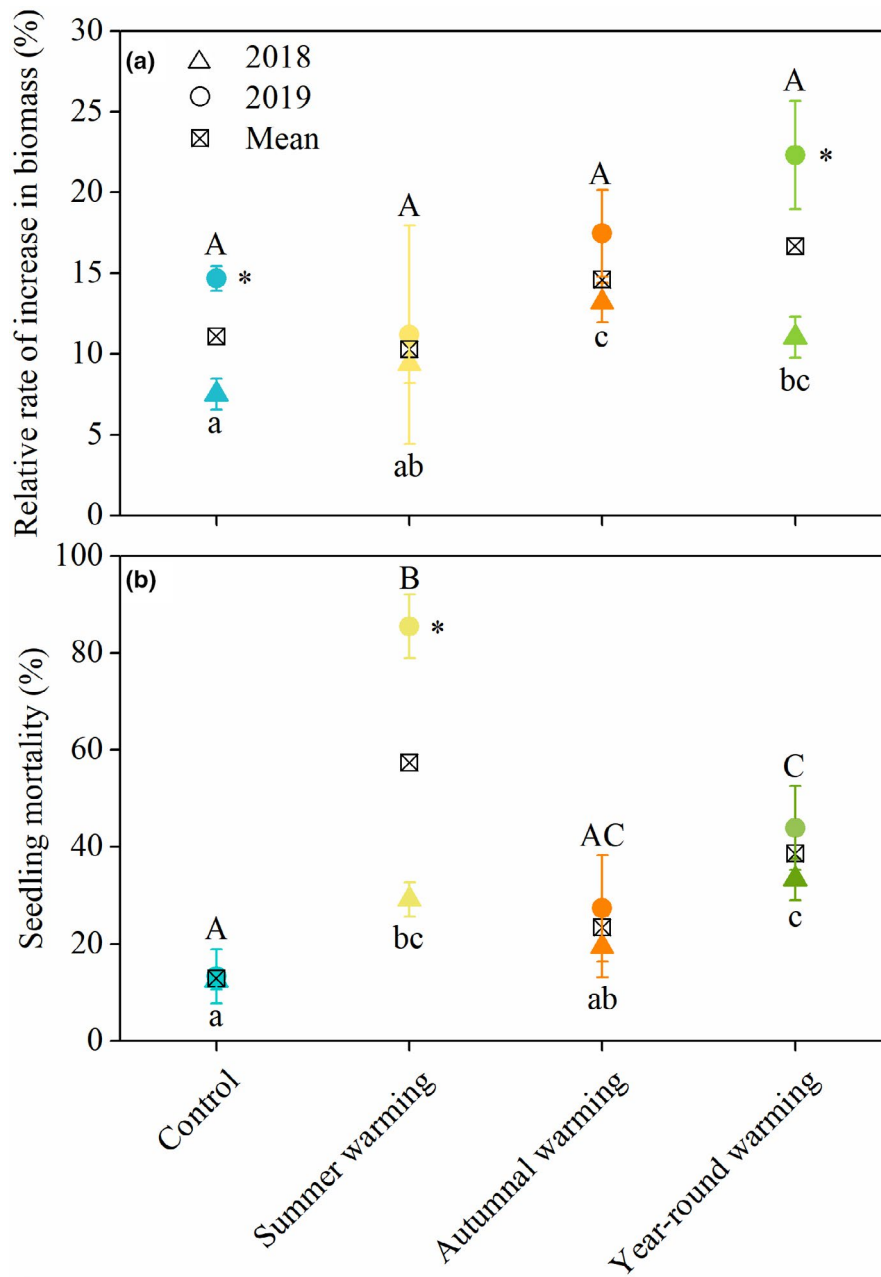 Relative rate of increase in biomass (%)
30
25
20
15
10
5
0
(a)
2018
2019
Mean
A
*
a
A
ab
A
c
A
*
bc
Seedling mortality (%)
100
80
60
40
20
0
(b)
A
a
B
*
bc
AC
ab
C
c
Control
Summer warming
Autumnal warming
Year-round warming